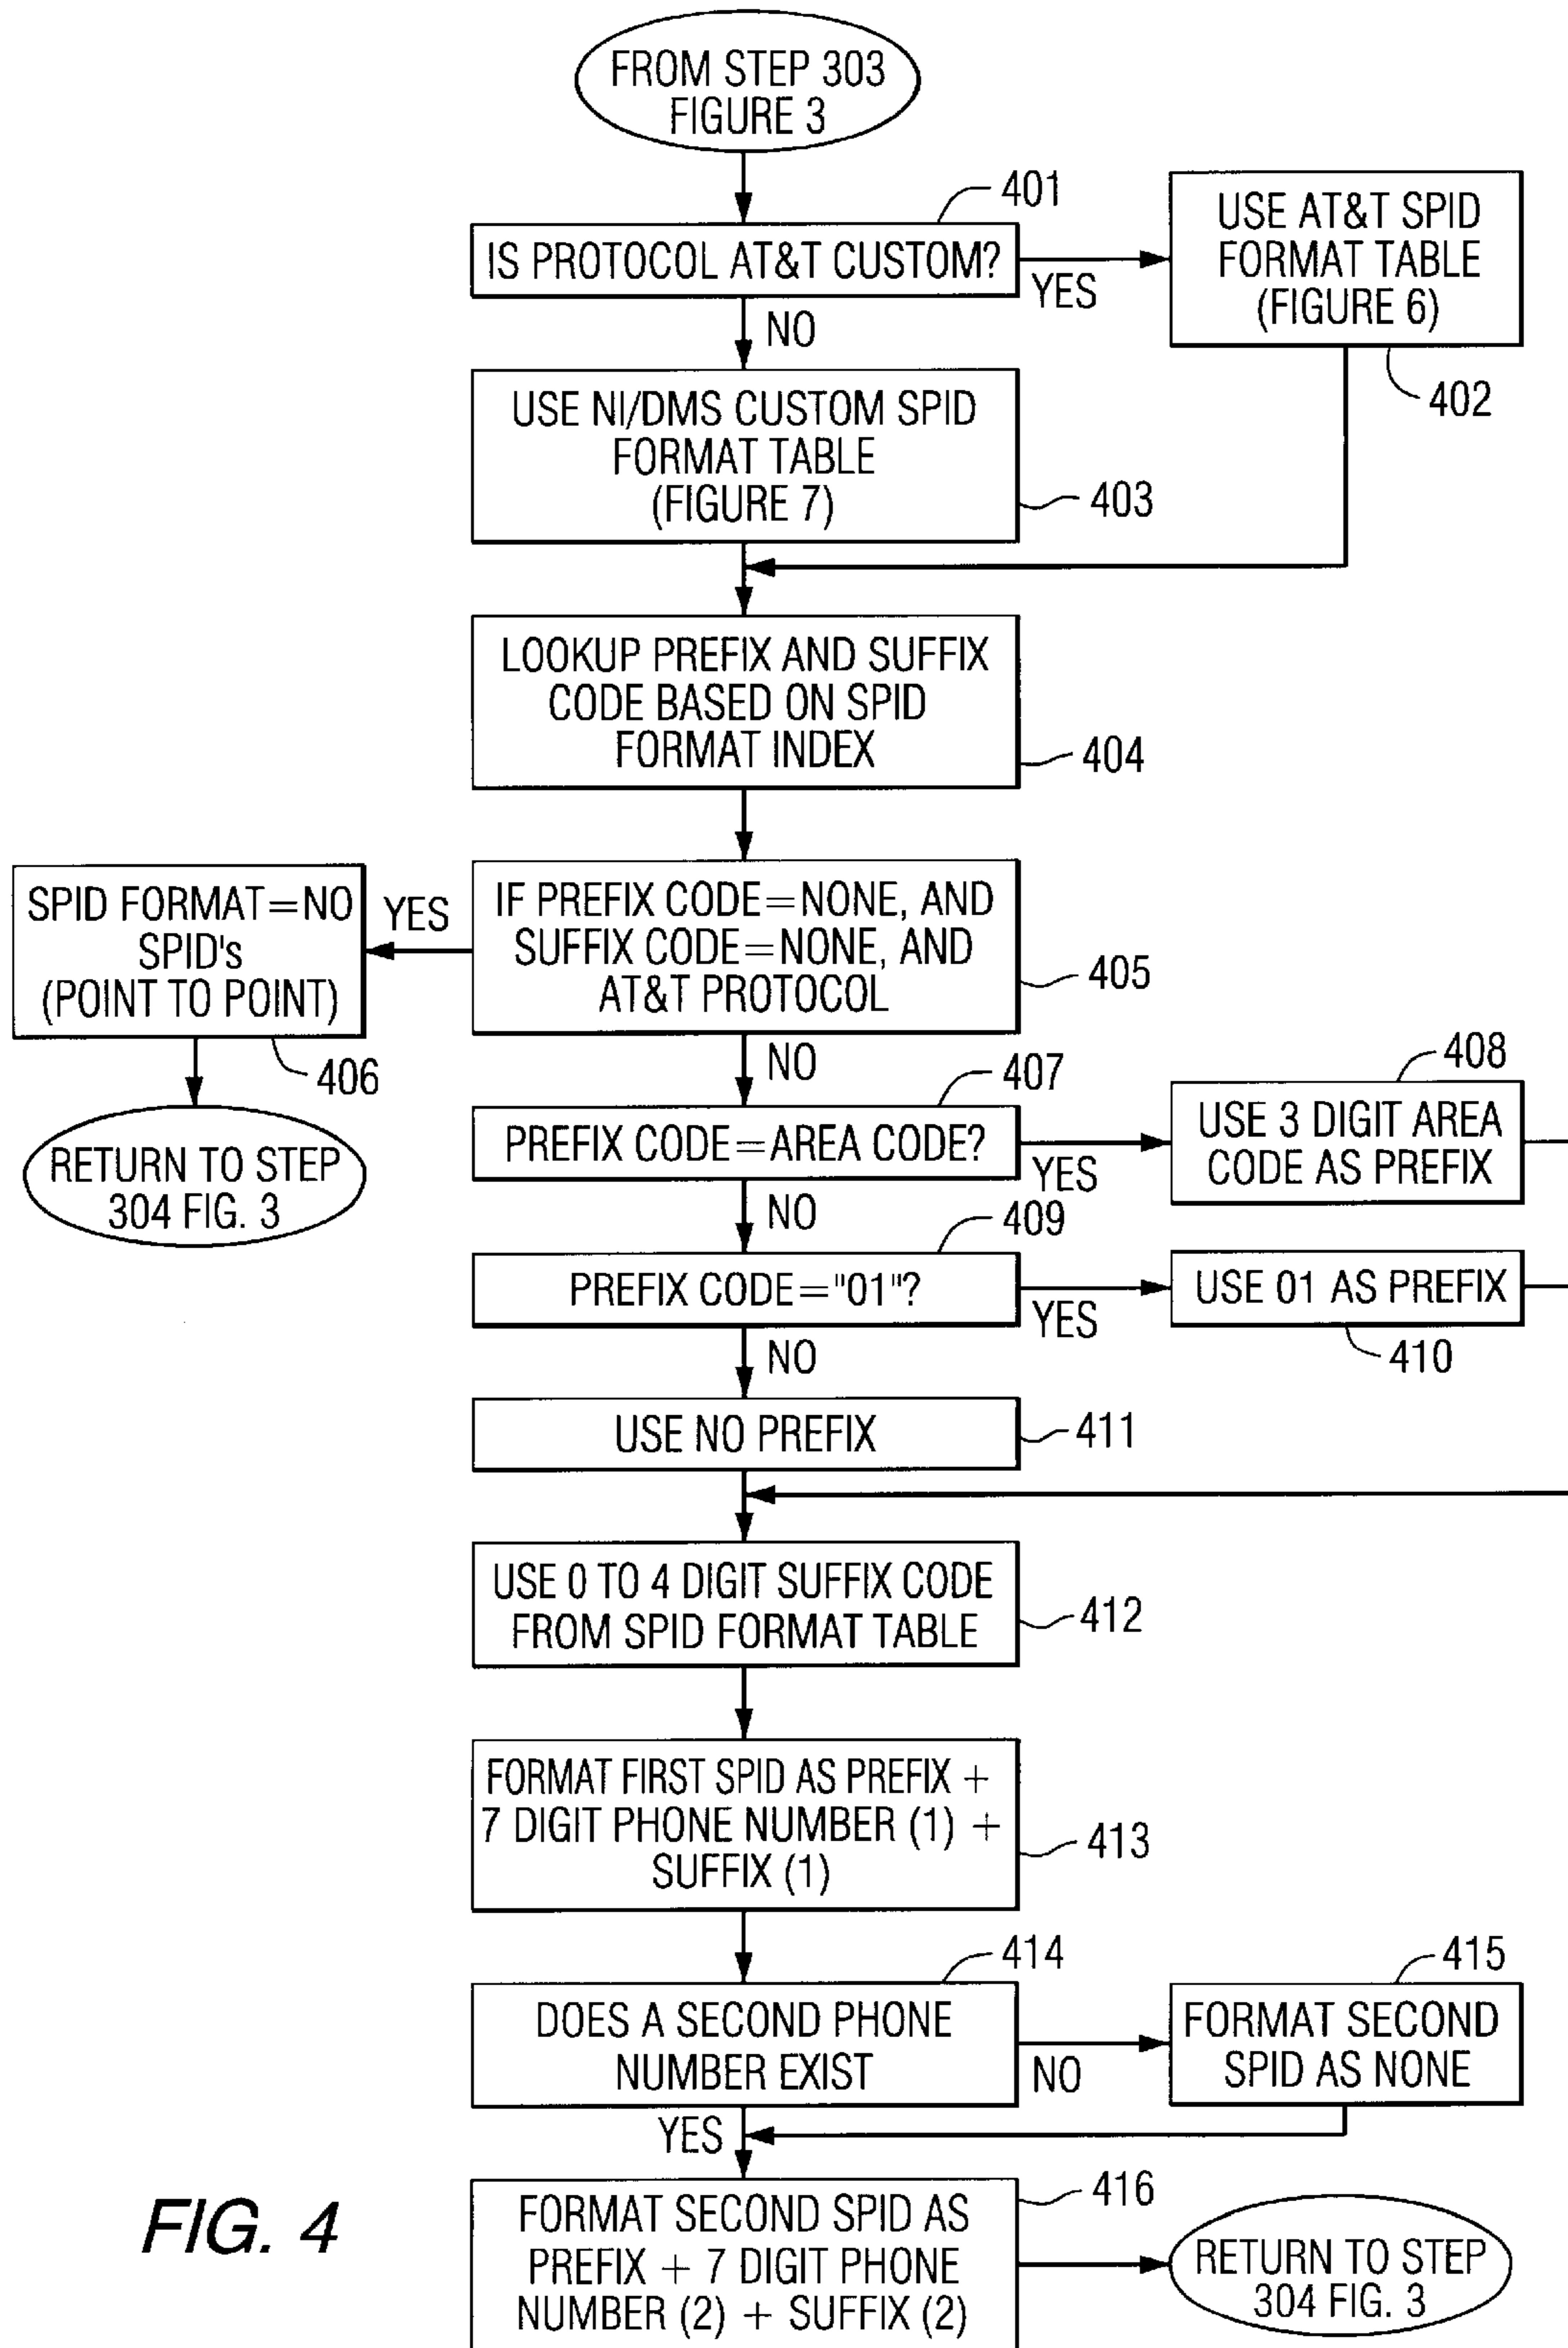 FROM STEP 303
FIGURE 3
401
IS PROTOCOL AT&T CUSTOM?
YES
USE AT&T SPID
FORMAT TABLE
(FIGURE 6)
402
NO
USE NI/DMS CUSTOM SPID
FORMAT TABLE
(FIGURE 7)
403
LOOKUP PREFIX AND SUFFIX
CODE BASED ON SPID
FORMAT INDEX
404
IF PREFIX CODE=NONE, AND
SUFFIX CODE=NONE, AND
AT&T PROTOCOL
405
YES
SPID FORMAT=NO
SPID's
(POINT TO POINT)
406
RETURN TO STEP
304 FIG. 3
NO
407
PREFIX CODE=AREA CODE?
YES
408
USE 3 DIGIT AREA
CODE AS PREFIX
NO
409
PREFIX CODE="01"?
YES
USE 01 AS PREFIX
410
NO
USE NO PREFIX
411
USE 0 TO 4 DIGIT SUFFIX CODE
FROM SPID FORMAT TABLE
412
FORMAT FIRST SPID AS PREFIX +
7 DIGIT PHONE NUMBER (1) +
SUFFIX (1)
413
414
DOES A SECOND PHONE
NUMBER EXIST
NO
415
FORMAT SECOND
SPID AS NONE
YES
FORMAT SECOND SPID AS
PREFIX + 7 DIGIT PHONE
NUMBER (2) + SUFFIX (2)
416
RETURN TO STEP
304 FIG. 3
FIG. 4